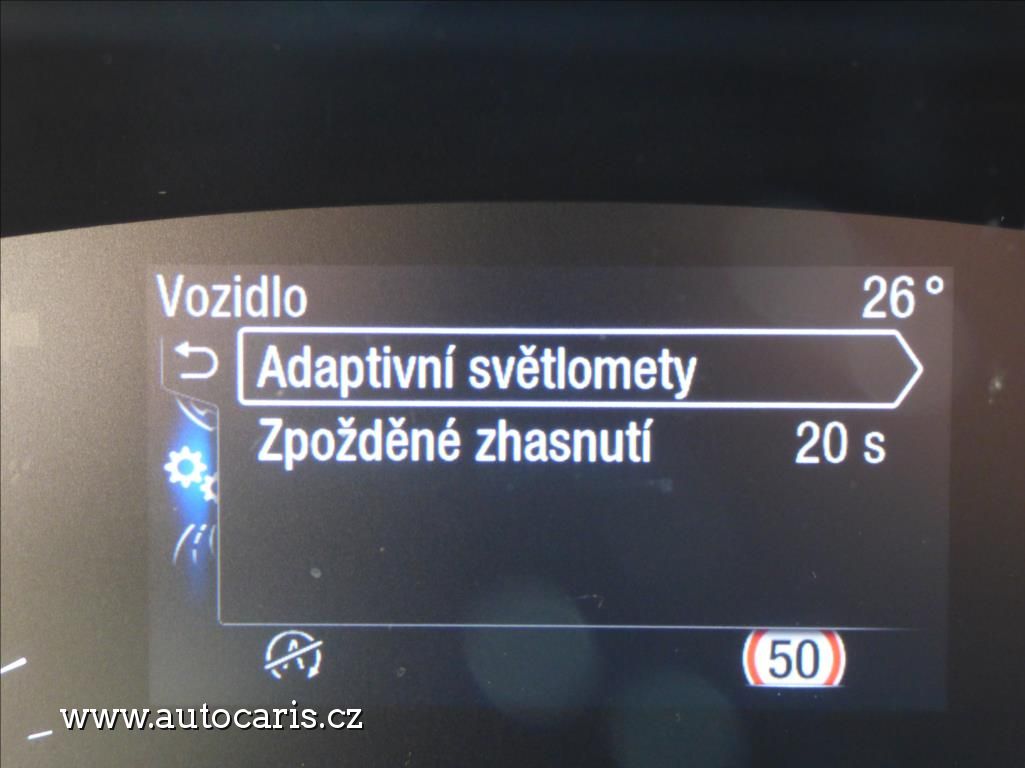 Vozidlo 26°
Adaptivní světlomety
Zpožděné zhasnutí 20 s
A 50
www.autocaris.cz